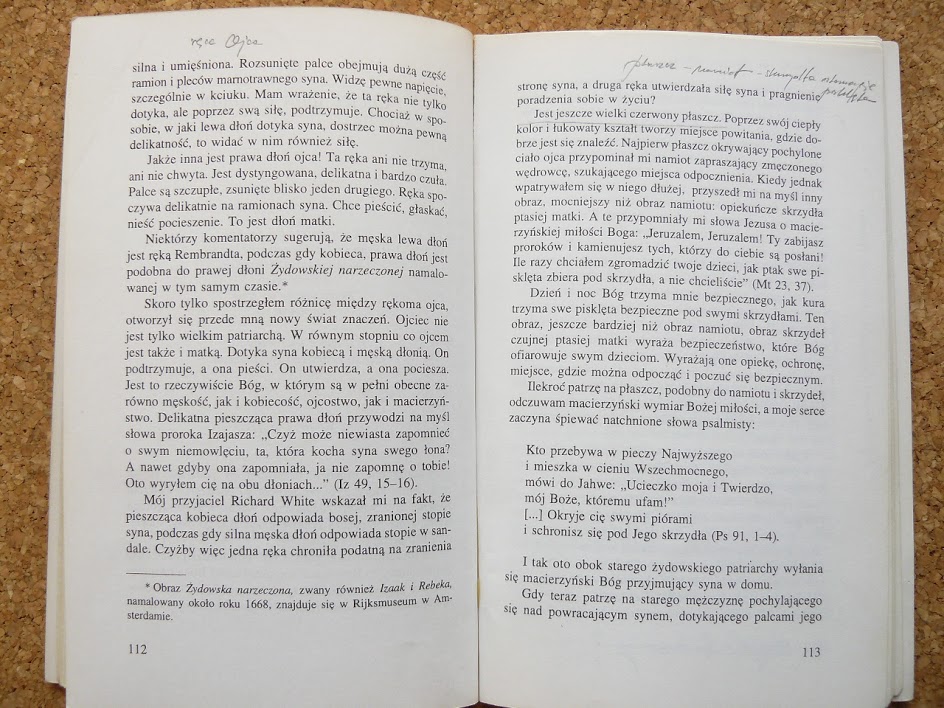 ręce Ojca
silna i umięśniona. Rozsunięte palce obejmują dużą część
ramion i pleców marnotrawnego syna. Widzę pewne napięcie,
szczególnie w kciuku. Mam wrażenie, że ta ręka nie tylko
dotyka, ale poprzez swą siłę, podtrzymuje. Chociaż w spo-
sobie, w jaki lewa dłoń dotyka syna, dostrzec można pewną
delikatność, to widać w nim również siłę.
Jakże inna jest prawa dłoń ojca! Ta ręka ani nie trzyma,
ani nie chwyta. Jest dystyngowana, delikatna i bardzo czuła.
Palce są szczupłe, zsunięte blisko jeden drugiego. Ręka spo-
czywa delikatnie na ramionach syna. Chce pieścić, głaskać,
nieść pocieszenie. To jest dłoń matki.
Niektórzy komentatorzy sugerują, że męska lewa dłoń
jest ręką Rembrandta, podczas gdy kobieca, prawa dłoń jest
podobna do prawej dłoni Żydowskiej narzeczonej namalo-
wanej w tym samym czasie.*
Skoro tylko spostrzegłem różnicę między rękoma ojca,
otworzył się przede mną nowy świat znaczeń. Ojciec nie
jest tylko wielkim patriarchą. W równym stopniu co ojcem
jest także i matką. Dotyka syna kobiecą i męską dłonią. On
podtrzymuje, a ona pieści. On utwierdza, a ona pociesza.
Jest to rzeczywiście Bóg, w którym są w pełni obecne za-
równo męskość, jak i kobiecość, ojcostwo, jak i macierzyń-
stwo. Delikatna pieszcząca prawa dłoń przywodzi na myśl
słowa proroka Izajasza: „Czyż może niewiasta zapomnieć
o swym niemowlęciu, ta, która kocha syna swego łona?
A nawet gdyby ona zapomniała, ja nie zapomnę o tobie!
Oto wyryłem cię na obu dłoniach..." (Iz 49, 15–16).
Mój przyjaciel Richard White wskazał mi na fakt, że
pieszcząca kobieca dłoń odpowiada bosej, zranionej stopie
syna, podczas gdy silna męska dłoń odpowiada stopie w san-
dale. Czyżby więc jedna ręka chroniła podatną na zranienia
* Obraz Żydowska narzeczona, zwany również Izaak i Rebeka,
namalowany około roku 1668, znajduje się w Rijksmuseum w Am-
sterdamie.
112
płaszcz – namiot – skrzydła
stronę syna, a druga ręka utwierdzała siłę syna i pragnienie
poradzenia sobie w życiu?
Jest jeszcze wielki czerwony płaszcz. Poprzez swój ciepły
kolor i łukowaty kształt tworzy miejsce powitania, gdzie do-
brze jest się znaleźć. Najpierw płaszcz okrywający pochylone
ciało ojca przypominał mi namiot zapraszający zmęczonego
wędrowcę, szukającego miejsca odpocznienia. Kiedy jednak
wpatrywałem się w niego dłużej, przyszedł mi na myśl inny
obraz, mocniejszy niż obraz namiotu: opiekuńcze skrzydła
ptasiej matki. A te przypomniały mi słowa Jezusa o macie-
rzyńskiej miłości Boga: „Jeruzalem, Jeruzalem! Ty zabijasz
proroków i kamienujesz tych, którzy do ciebie są posłani!
Ile razy chciałem zgromadzić twoje dzieci, jak ptak swe pi-
sklęta zbiera pod skrzydła, a nie chcieliście" (Mt 23, 37).
Dzień i noc Bóg trzyma mnie bezpiecznego, jak kura
trzyma swe pisklęta bezpieczne pod swymi skrzydłami. Ten
obraz, jeszcze bardziej niż obraz namiotu, obraz skrzydeł
czujnej ptasiej matki wyraża bezpieczeństwo, które Bóg
ofiarowuje swym dzieciom. Wyrażają one opiekę, ochronę,
miejsce, gdzie można odpocząć i poczuć się bezpiecznym.
Ilekroć patrzę na płaszcz, podobny do namiotu i skrzydeł,
odczuwam macierzyński wymiar Bożej miłości, a moje serce
zaczyna śpiewać natchnione słowa psalmisty:
Kto przebywa w pieczy Najwyższego
i mieszka w cieniu Wszechmocnego,
mówi do Jahwe: „Ucieczko moja i Twierdzo,
mój Boże, któremu ufam!"
[...] Okryje cię swymi piórami
i schronisz się pod Jego skrzydła (Ps 91, 1–4).
I tak oto obok starego żydowskiego patriarchy wyłania
się macierzyński Bóg przyjmujący syna w domu.
Gdy teraz patrzę na starego mężczyznę pochylającego
się nad powracającym synem, dotykającego palcami jego
113